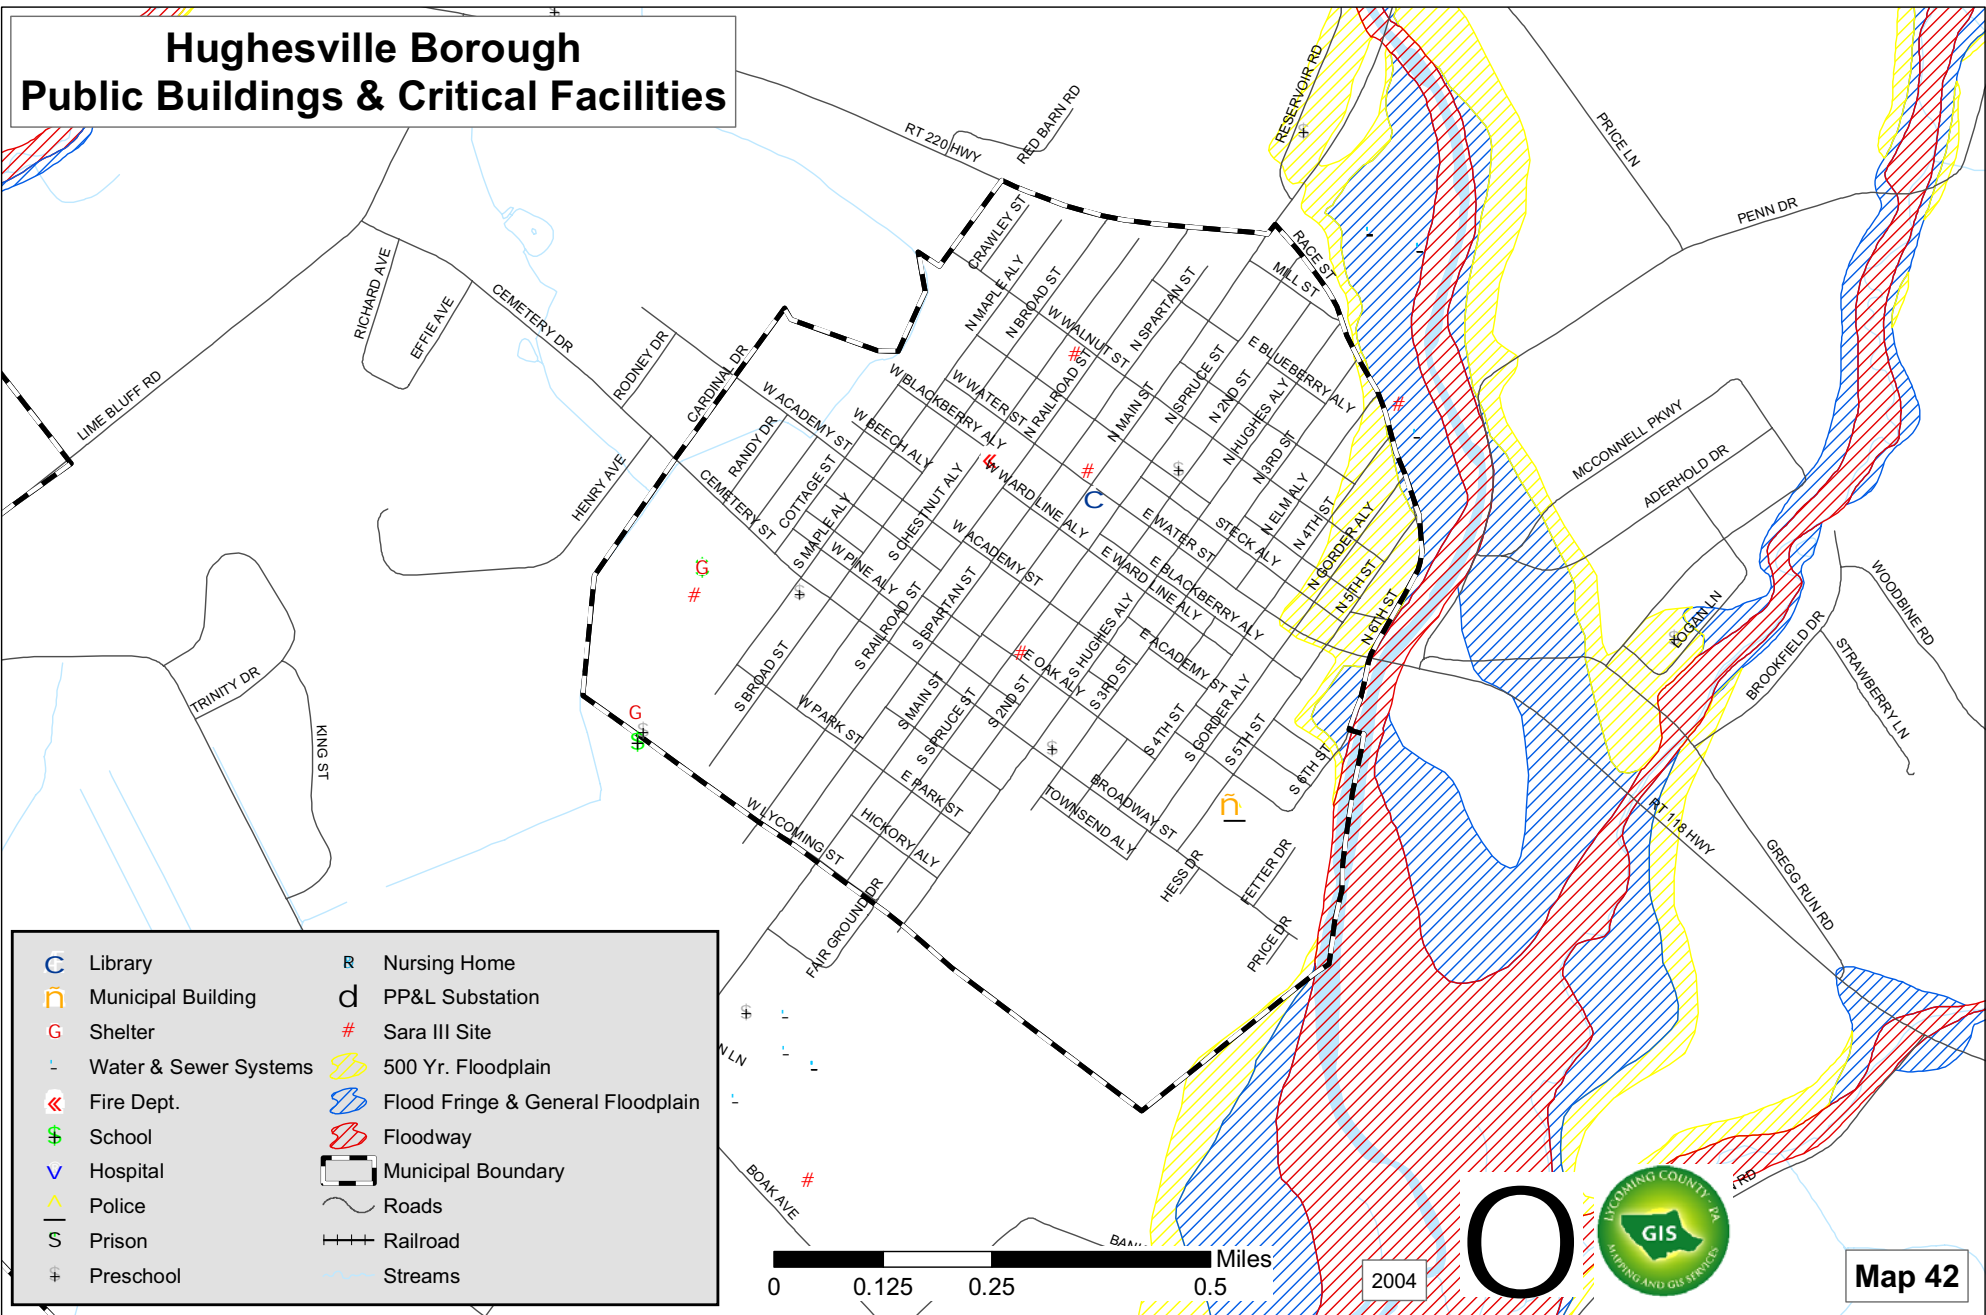 Hughesville Borough
Public Buildings & Critical Facilities
RT 220 HWY
RED BARN RD
RESERVOIR RD
PRICE LN
PENN DR
CRAWLEY ST
RACE ST
MILL ST
RICHARD AVE
EFFIE AVE
CEMETERY DR
RODNEY DR
CARDINAL DR
LIME BLUFF RD
N MAPLE ALY
N BROAD ST
W WALNUT ST
N SPARTAN ST
E BLUEBERRY ALY
W BLACKBERRY ALY
W WATER ST
N RAILROAD ST
N MAIN ST
N SPRUCE ST
N 2ND ST
N HUGHES ALY
N 3RD ST
W ACADEMY ST
W BEECH ALY
RANDY DR
COTTAGE ST
CEMETERY ST
HENRY AVE
S MAPLE ALY
S CHESTNUT ALY
W WARD LINE ALY
W ACADEMY ST
W PINE ALY
E WATER ST
STECK ALY
N ELM ALY
N 4TH ST
N GORDER ALY
N 5TH ST
N 6TH ST
E BLACKBERRY ALY
E WARD LINE ALY
MCCONNELL PKWY
ADERHOLD DR
LOGAN LN
WOODBINE RD
BROOKFIELD DR
STRAWBERRY LN
S RAILROAD ST
S SPARTAN ST
S HUGHES ALY
E ACADEMY ST
E OAK ALY
S 3RD ST
S BROAD ST
W PARK ST
S MAIN ST
S SPRUCE ST
S 2ND ST
S 4TH ST
S GORDER ALY
S 5TH ST
S 6TH ST
TRINITY DR
KING ST
E PARK ST
HICKORY ALY
BROADWAY ST
TOWNSEND ALY
W LYCOMING ST
FAIR GROUND DR
HESS DR
FETTER DR
PRICE DR
RT 118 HWY
GREGG RUN RD
N LN
BOAK AVE
BAN
RD
C Library
ñ Municipal Building
G Shelter
Water & Sewer Systems
Fire Dept.
School
V Hospital
Police
S Prison
Preschool
R Nursing Home
d PP&L Substation
# Sara III Site
500 Yr. Floodplain
Flood Fringe & General Floodplain
Floodway
Municipal Boundary
Roads
Railroad
Streams
Miles
0 0.125 0.25 0.5
2004
O
LYCOMING COUNTY - PA
GIS
MAPPING AND GIS SERVICES
Map 42